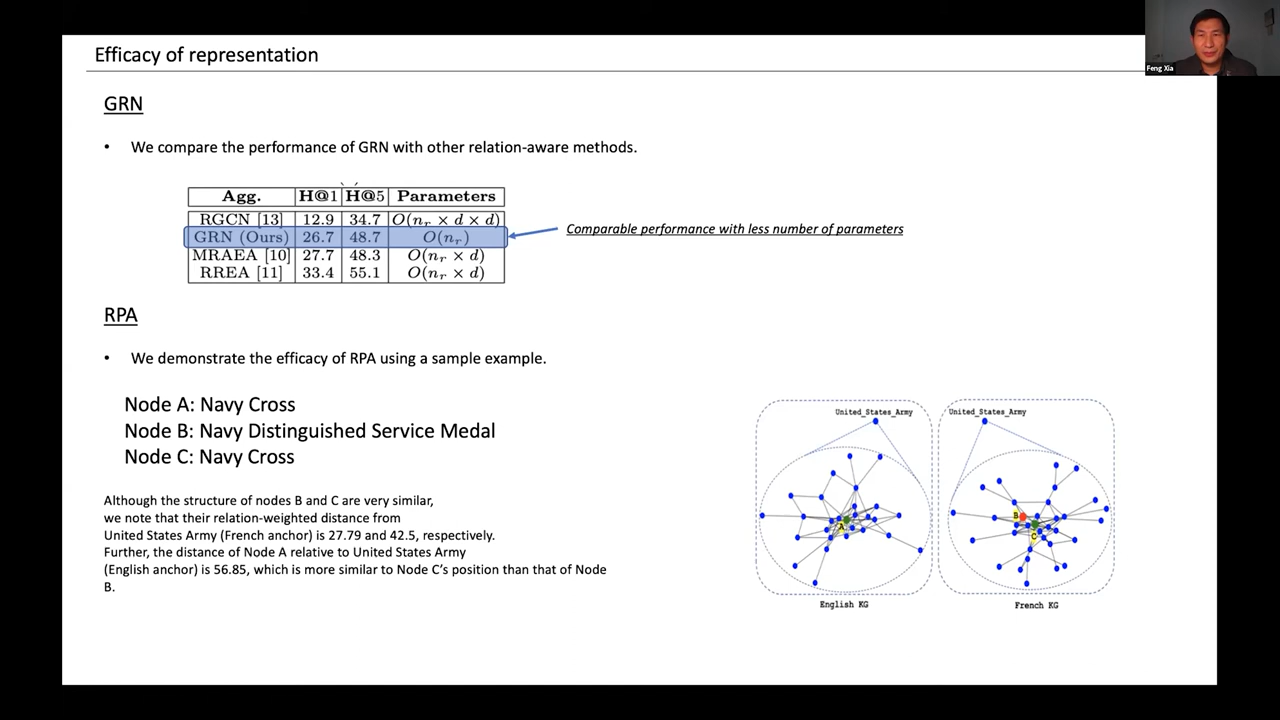 Efficacy of representation
Feng Xia
GRN
• We compare the performance of GRN with other relation-aware methods.
Agg. H@1 H@5 Parameters
RGCN [13] 12.9 34.7 O(nᵣ × d × d)
GRN (Ours) 26.7 48.7 O(nᵣ)
MRAEA [10] 27.7 48.3 O(nᵣ × d)
RREA [11] 33.4 55.1 O(nᵣ × d)
Comparable performance with less number of parameters
RPA
• We demonstrate the efficacy of RPA using a sample example.
Node A: Navy Cross
Node B: Navy Distinguished Service Medal
Node C: Navy Cross
Although the structure of nodes B and C are very similar,
we note that their relation-weighted distance from
United States Army (French anchor) is 27.79 and 42.5, respectively.
Further, the distance of Node A relative to United States Army
(English anchor) is 56.85, which is more similar to Node C's position than that of Node
B.
United_States_Army
A
English KG
United_States_Army
B
C
French KG